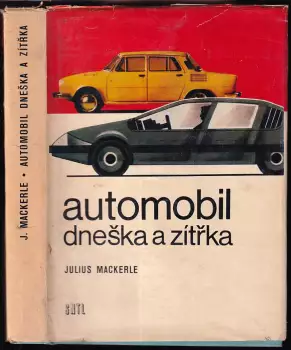 J. MACKERLE • AUTOMOBIL DNEŠKA A ZÍTŘKA
automobil
dneška a zítřka
JULIUS MACKERLE
SNTL